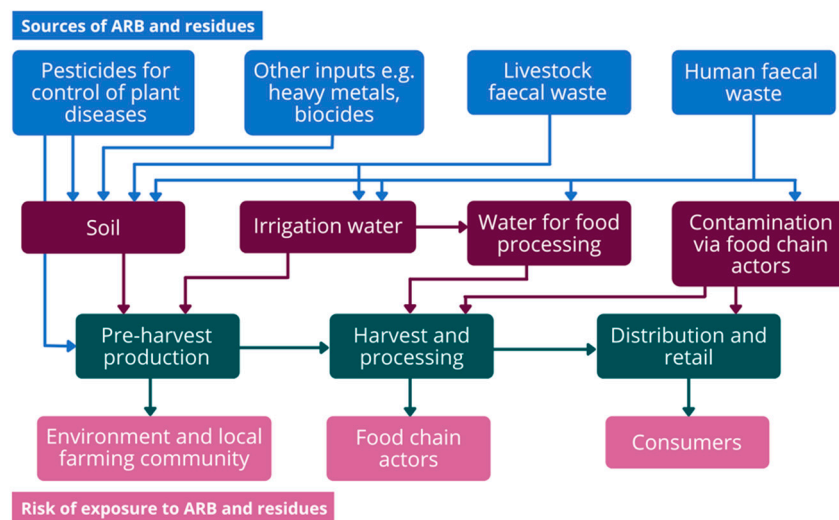 Sources of ARB and residues
Pesticides for
control of plant
diseases
Other inputs e.g.
heavy metals,
biocides
Livestock
faecal waste
Human faecal
waste
Soil
Irrigation water
Water for food
processing
Contamination
via food chain
actors
Pre-harvest
production
Harvest and
processing
Distribution and
retail
Environment and local
farming community
Food chain
actors
Consumers
Risk of exposure to ARB and residues